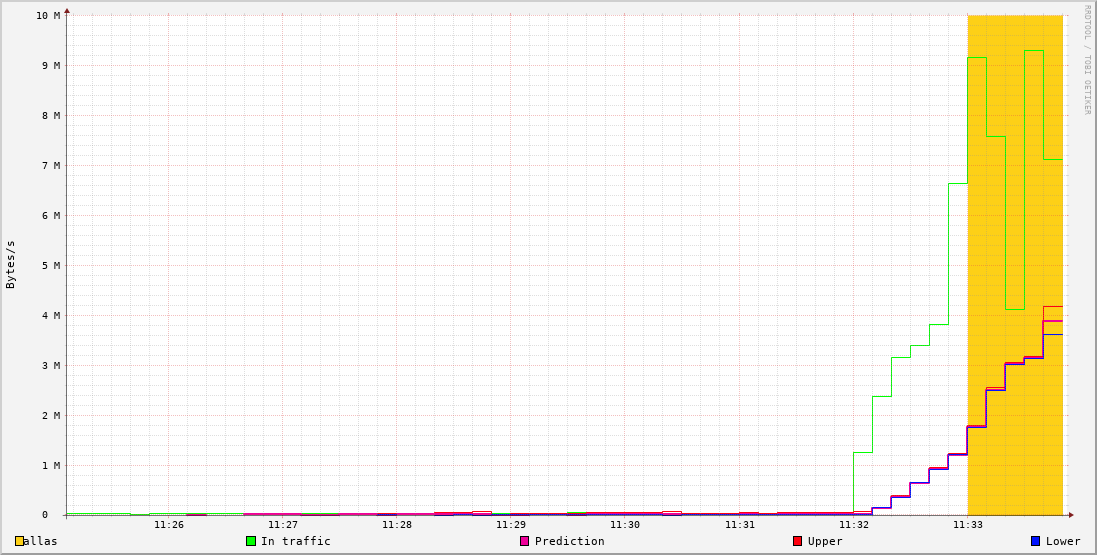 RRDTOOL / TOBI OETIKER
Bytes/s
10 M
9 M
8 M
7 M
6 M
5 M
4 M
3 M
2 M
1 M
0
11:26 11:27 11:28 11:29 11:30 11:31 11:32 11:33
allas In traffic Prediction Upper Lower